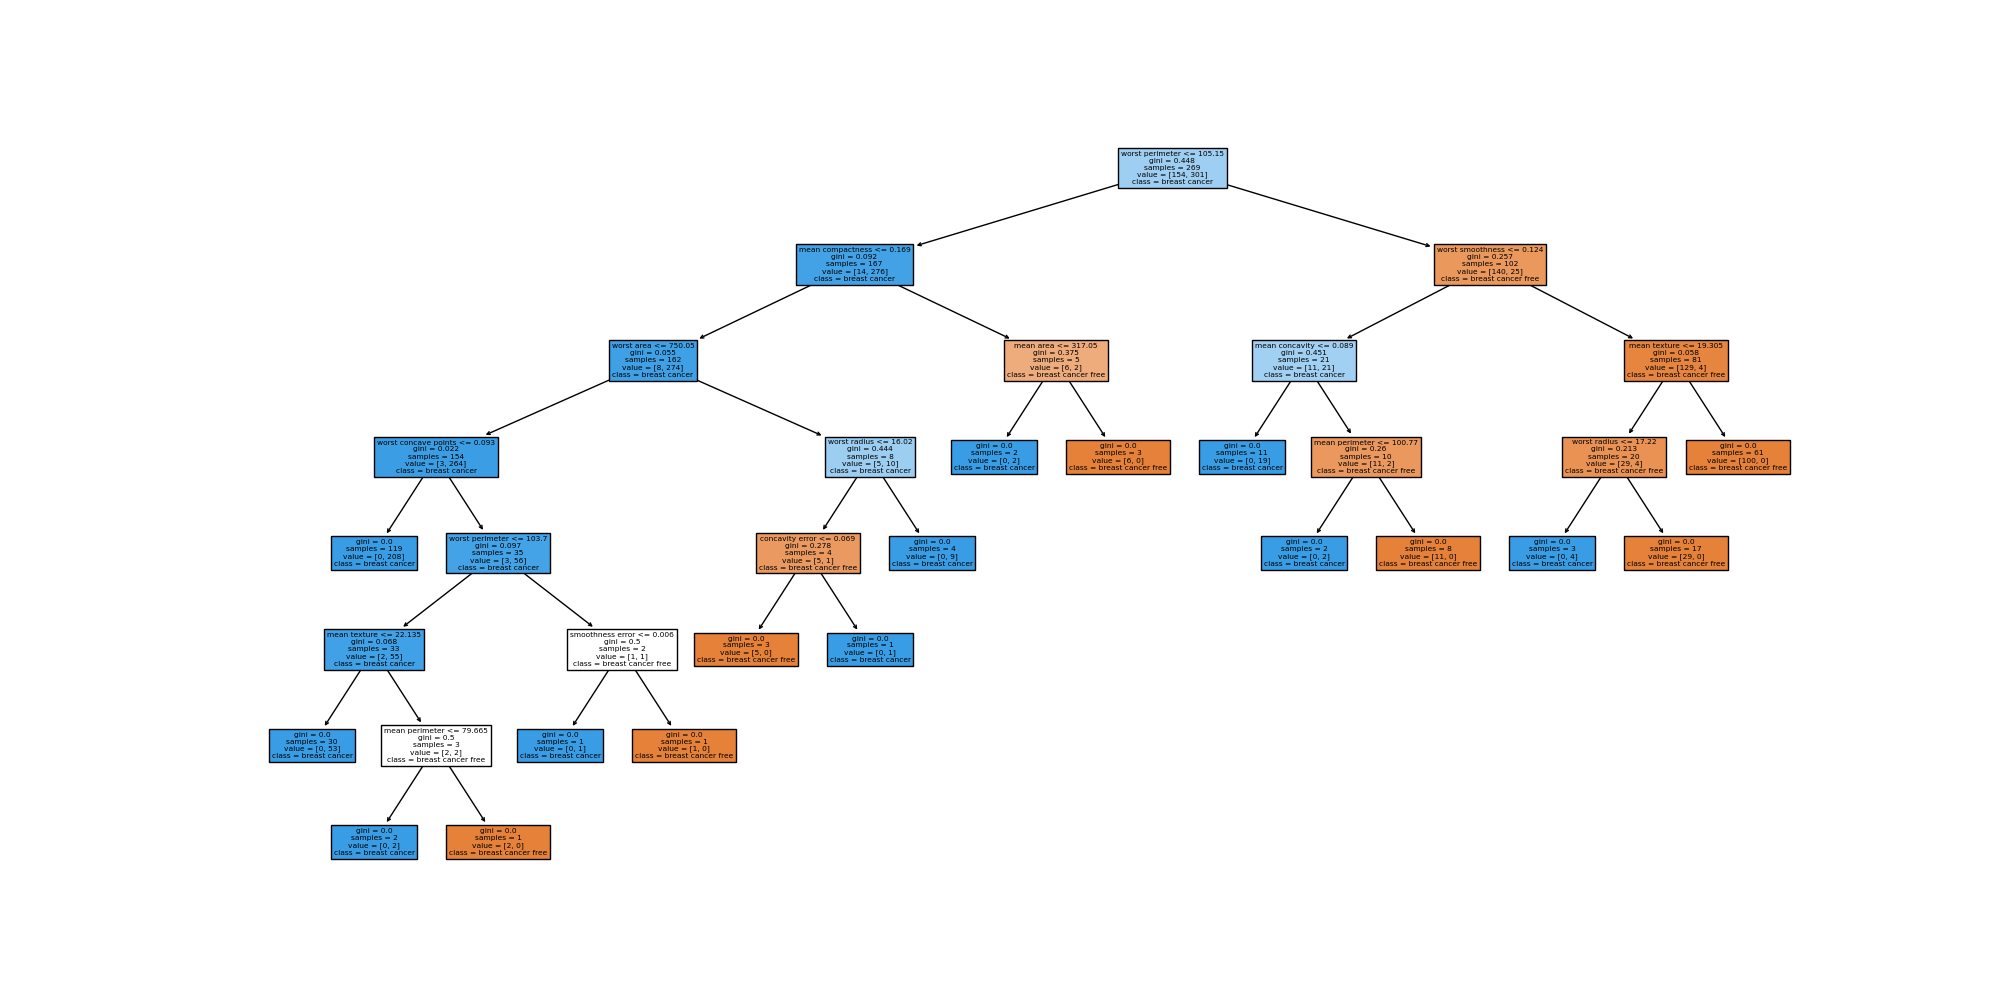 worst perimeter <= 105.15
gini = 0.448
samples = 269
value = [154, 301]
class = breast cancer
mean compactness <= 0.169
gini = 0.092
samples = 167
value = [14, 276]
class = breast cancer
worst smoothness <= 0.124
gini = 0.257
samples = 102
value = [140, 25]
class = breast cancer free
worst area <= 750.05
gini = 0.055
samples = 162
value = [8, 274]
class = breast cancer
mean area <= 317.05
gini = 0.375
samples = 5
value = [6, 2]
class = breast cancer free
mean concavity <= 0.089
gini = 0.451
samples = 21
value = [11, 21]
class = breast cancer
mean texture <= 19.305
gini = 0.058
samples = 81
value = [129, 4]
class = breast cancer free
worst concave points <= 0.093
gini = 0.022
samples = 154
value = [3, 264]
class = breast cancer
worst radius <= 16.02
gini = 0.444
samples = 8
value = [5, 10]
class = breast cancer
gini = 0.0
samples = 2
value = [0, 2]
class = breast cancer
gini = 0.0
samples = 3
value = [6, 0]
class = breast cancer free
gini = 0.0
samples = 11
value = [0, 19]
class = breast cancer
mean perimeter <= 100.77
gini = 0.26
samples = 10
value = [11, 2]
class = breast cancer free
worst radius <= 17.22
gini = 0.213
samples = 20
value = [29, 4]
class = breast cancer free
gini = 0.0
samples = 61
value = [100, 0]
class = breast cancer free
gini = 0.0
samples = 119
value = [0, 208]
class = breast cancer
worst perimeter <= 103.7
gini = 0.097
samples = 35
value = [3, 56]
class = breast cancer
concavity error <= 0.069
gini = 0.278
samples = 4
value = [5, 1]
class = breast cancer free
gini = 0.0
samples = 4
value = [0, 9]
class = breast cancer
gini = 0.0
samples = 2
value = [0, 2]
class = breast cancer
gini = 0.0
samples = 8
value = [11, 0]
class = breast cancer free
gini = 0.0
samples = 3
value = [0, 4]
class = breast cancer
gini = 0.0
samples = 17
value = [29, 0]
class = breast cancer free
mean texture <= 22.135
gini = 0.068
samples = 33
value = [2, 55]
class = breast cancer
smoothness error <= 0.006
gini = 0.5
samples = 2
value = [1, 1]
class = breast cancer free
gini = 0.0
samples = 3
value = [5, 0]
class = breast cancer free
gini = 0.0
samples = 1
value = [0, 1]
class = breast cancer
gini = 0.0
samples = 30
value = [0, 53]
class = breast cancer
mean perimeter <= 79.665
gini = 0.5
samples = 3
value = [2, 2]
class = breast cancer free
gini = 0.0
samples = 1
value = [0, 1]
class = breast cancer
gini = 0.0
samples = 1
value = [1, 0]
class = breast cancer free
gini = 0.0
samples = 2
value = [0, 2]
class = breast cancer
gini = 0.0
samples = 1
value = [2, 0]
class = breast cancer free